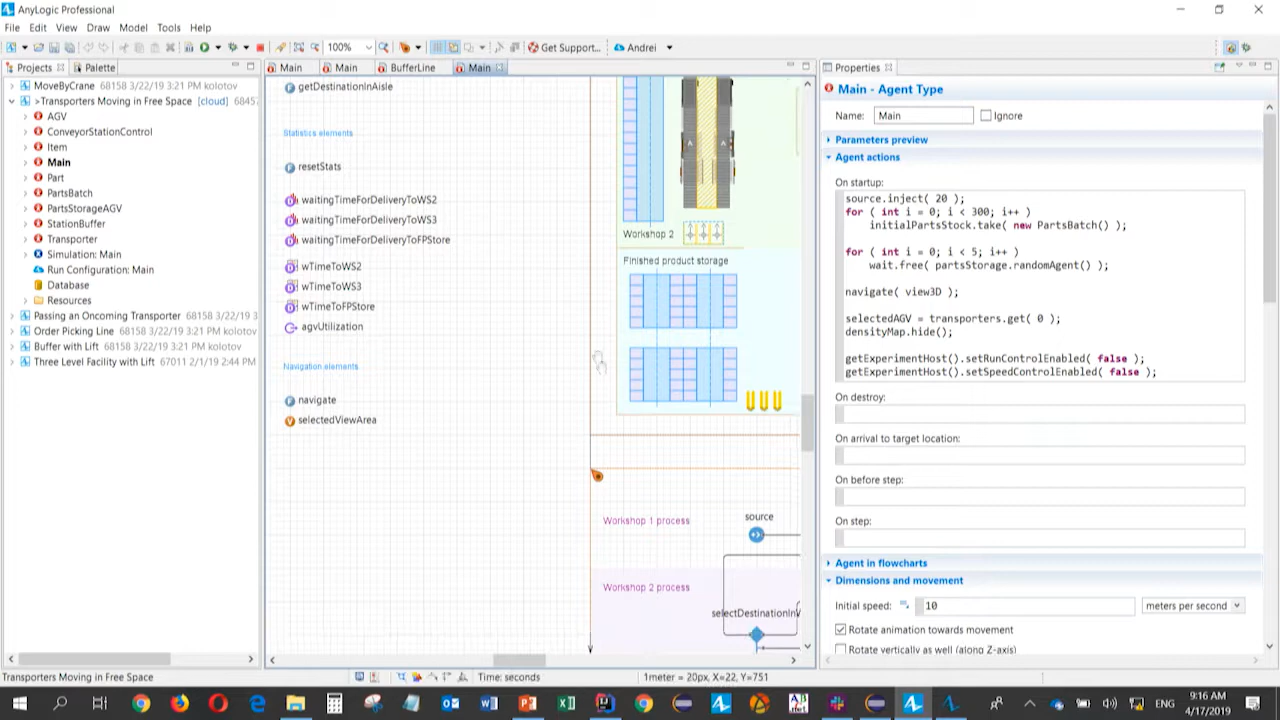 AnyLogic Professional
File Edit View Draw Model Tools Help
100% Get Support... Andrei
Projects Palette
Main Main BufferLine Main
Properties
MoveByCrane 68158 3/22/19 3:21 PM kolotov
>Transporters Moving in Free Space [cloud] 6845
AGV
ConveyorStationControl
Item
Main
Part
PartsBatch
PartsStorageAGV
StationBuffer
Transporter
Simulation: Main
Run Configuration: Main
Database
Resources
Passing an Oncoming Transporter 68158 3/22/19 3
Order Picking Line 68158 3/22/19 3:21 PM kolotov
Buffer with Lift 68158 3/22/19 3:21 PM kolotov
Three Level Facility with Lift 67011 2/1/19 2:44 PM
getDestinationInAisle
Statistics elements
resetStats
waitingTimeForDeliveryToWS2
waitingTimeForDeliveryToWS3
waitingTimeForDeliveryToFPStore
wTimeToWS2
wTimeToWS3
wTimeToFPStore
agvUtilization
Navigation elements
navigate
selectedViewArea
A A
Workshop 2
Finished product storage
Workshop 1 process
source
Workshop 2 process
selectDestinationIn
Main - Agent Type
Name: Main Ignore
Parameters preview
Agent actions
On startup:
source.inject( 20 );
for ( int i = 0; i < 300; i++ )
initialPartsStock.take( new PartsBatch() );
for ( int i = 0; i < 5; i++ )
wait.free( partsStorage.randomAgent() );
navigate( view3D );
selectedAGV = transporters.get( 0 );
densityMap.hide();
getExperimentHost().setRunControlEnabled( false );
getExperimentHost().setSpeedControlEnabled( false );
On destroy:
On arrival to target location:
On before step:
On step:
Agent in flowcharts
Dimensions and movement
Initial speed: 10 meters per second
Rotate animation towards movement
Rotate vertically as well (along Z-axis)
Transporters Moving in Free Space
Time: seconds
1meter = 20px, X=22, Y=751
ENG
9:16 AM
4/17/2019